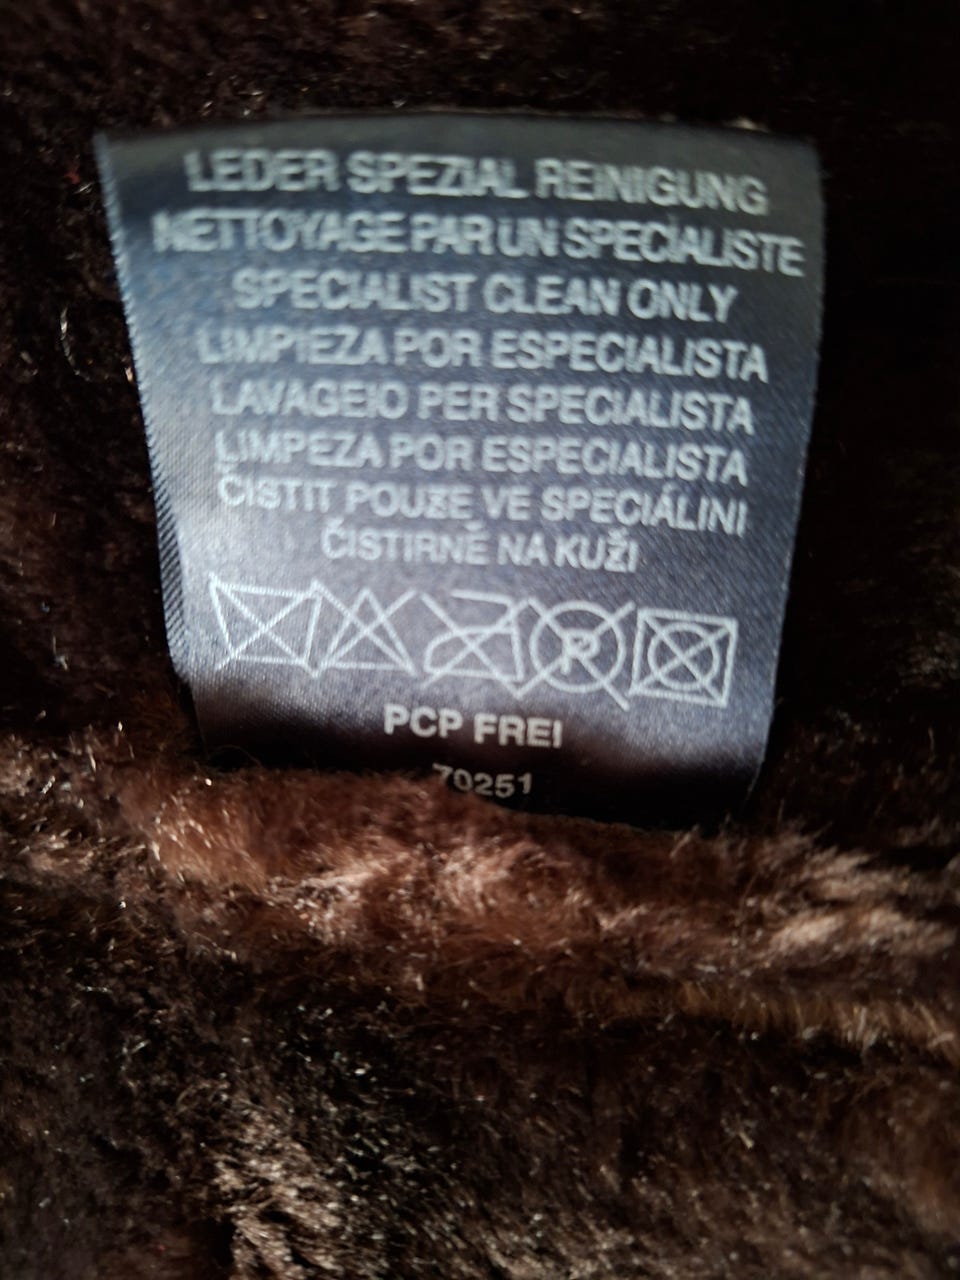 LEDER SPEZIAL REINIGUNG
NETTOYAGE PAR UN SPECIALISTE
SPECIALIST CLEAN ONLY
LIMPIEZA POR ESPECIALISTA
LAVAGEIO PER SPECIALISTA
LIMPEZA POR ESPECIALISTA
ČISTIT POUZE VE SPECIÁLINI
ČISTIRNĚ NA KUŽI
R
PCP FREI
70251